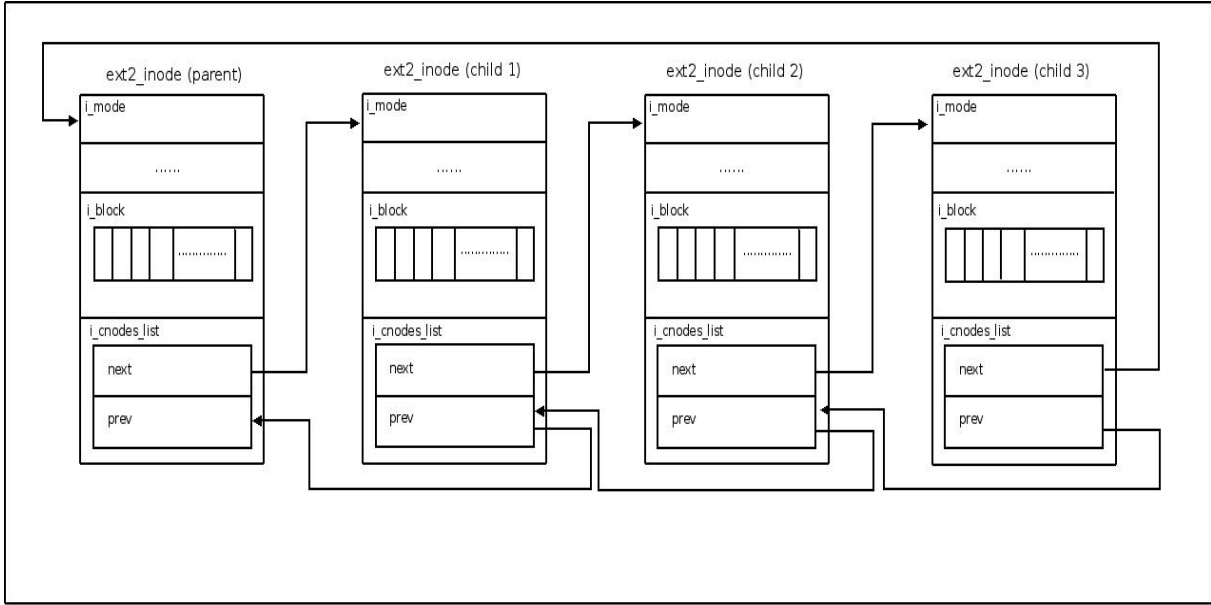 ext2_inode (parent)
ext2_inode (child 1)
ext2_inode (child 2)
ext2_inode (child 3)
i_mode
i_mode
i_mode
i_mode
......
......
......
......
i_block
i_block
i_block
i_block
.............
..............
..............
..............
i_cnodes_list
i_cnodes_list
i_cnodes_list
i_cnodes_list
next
next
next
next
prev
prev
prev
prev